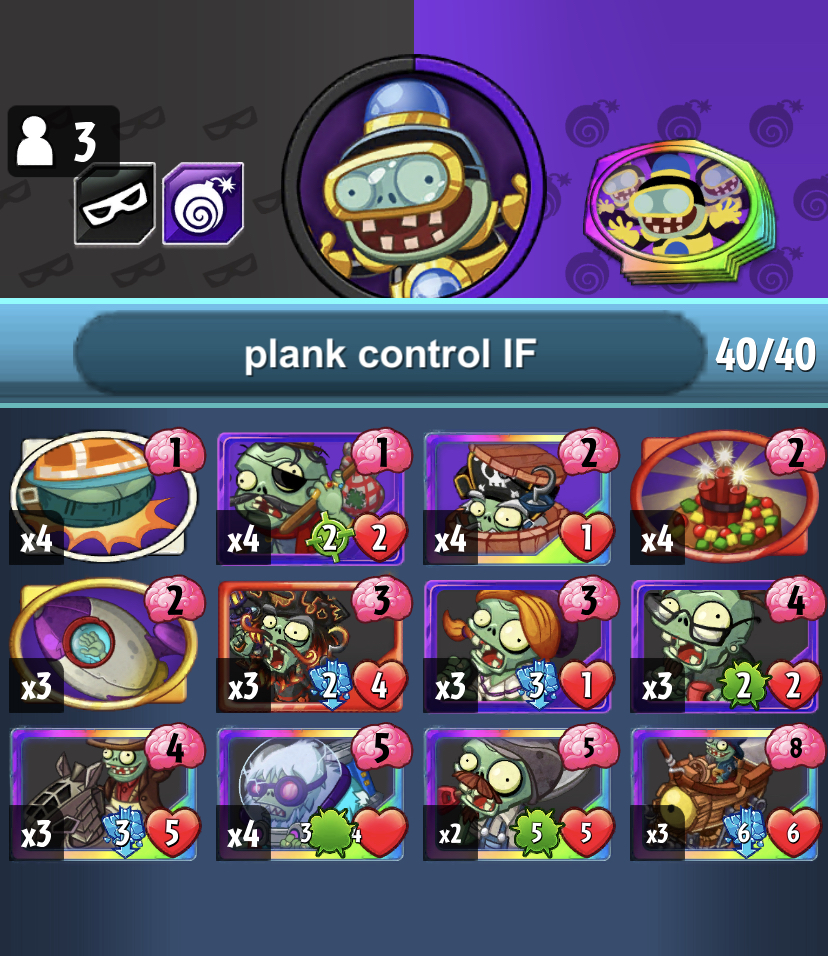 3
plank control IF
40/40
1 1 2 2
x4 x4 2 2 x4 1 x4
2 3 3 4
x3 x3 2 4 x3 3 1 x3 2 2
4 5 5 8
x3 3 5 x4 3 4 x2 5 5 x3 6 6